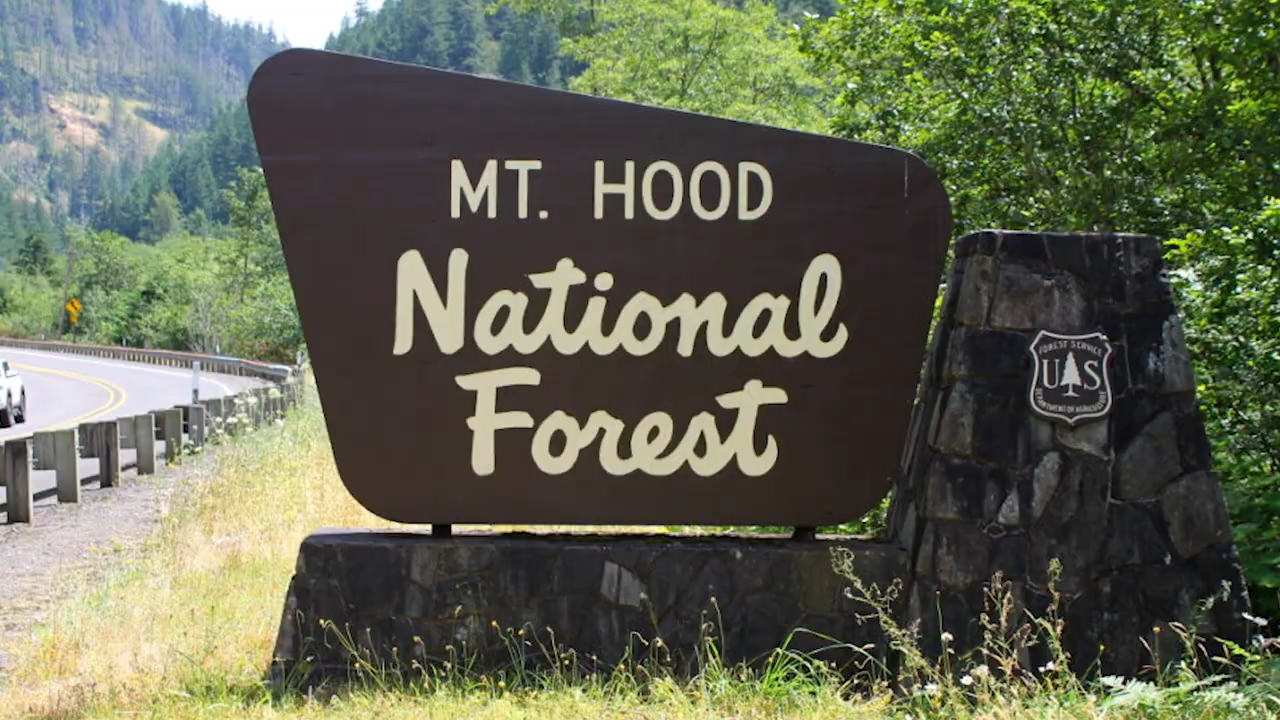 MT. HOOD
National
Forest
FOREST SERVICE
U S
DEPARTMENT OF AGRICULTURE